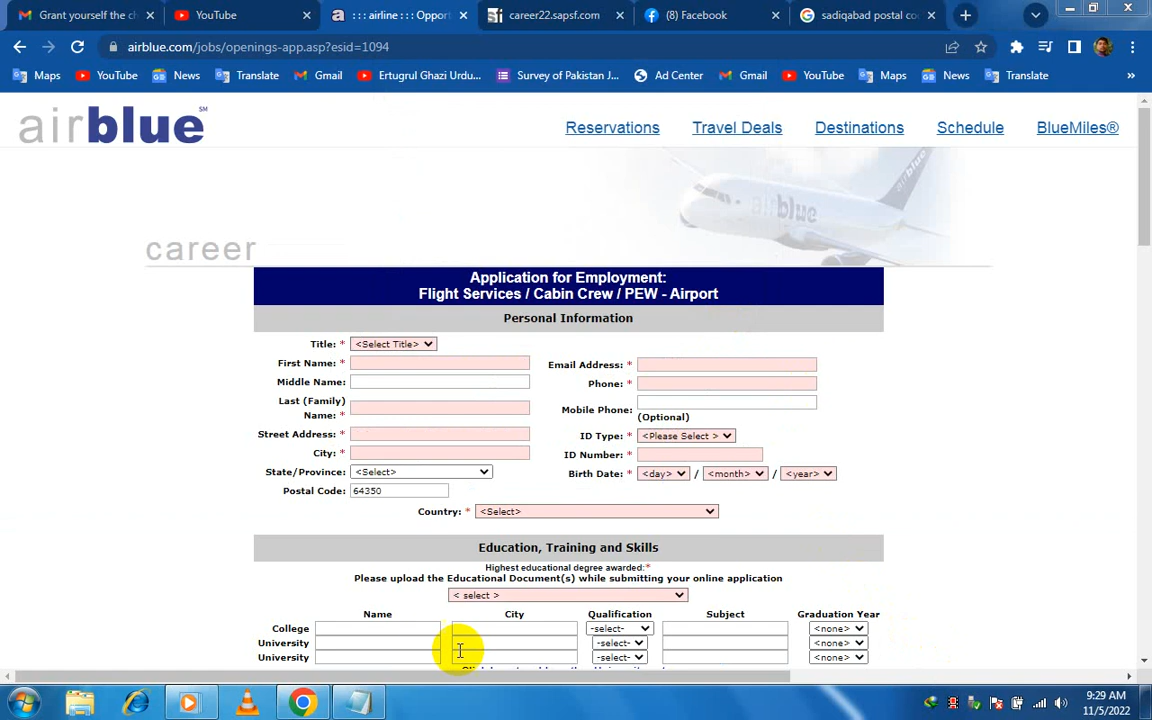 Grant yourself the ch
YouTube
::: airline ::: Opport
career22.sapsf.com
(8) Facebook
sadiqabad postal co
airblue.com/jobs/openings-app.asp?esid=1094
Maps
YouTube
News
Translate
Gmail
Ertugrul Ghazi Urdu...
Survey of Pakistan J...
Ad Center
Gmail
YouTube
Maps
News
Translate
»
airblue SM
Reservations
Travel Deals
Destinations
Schedule
BlueMiles®
airblue
career
Application for Employment:
Flight Services / Cabin Crew / PEW - Airport
Personal Information
Title: * <Select Title>
First Name: *
Email Address: *
Middle Name:
Phone: *
Last (Family)
Name: *
Mobile Phone:
(Optional)
Street Address: *
ID Type: * <Please Select >
City: *
ID Number: *
State/Province: <Select>
Birth Date: * <day> / <month> / <year>
Postal Code: 64350
Country: * <Select>
Education, Training and Skills
Highest educational degree awarded:*
Please upload the Educational Document(s) while submitting your online application
< select >
Name City Qualification Subject Graduation Year
College -select- <none>
University -select- <none>
University -select- <none>
9:29 AM
11/5/2022